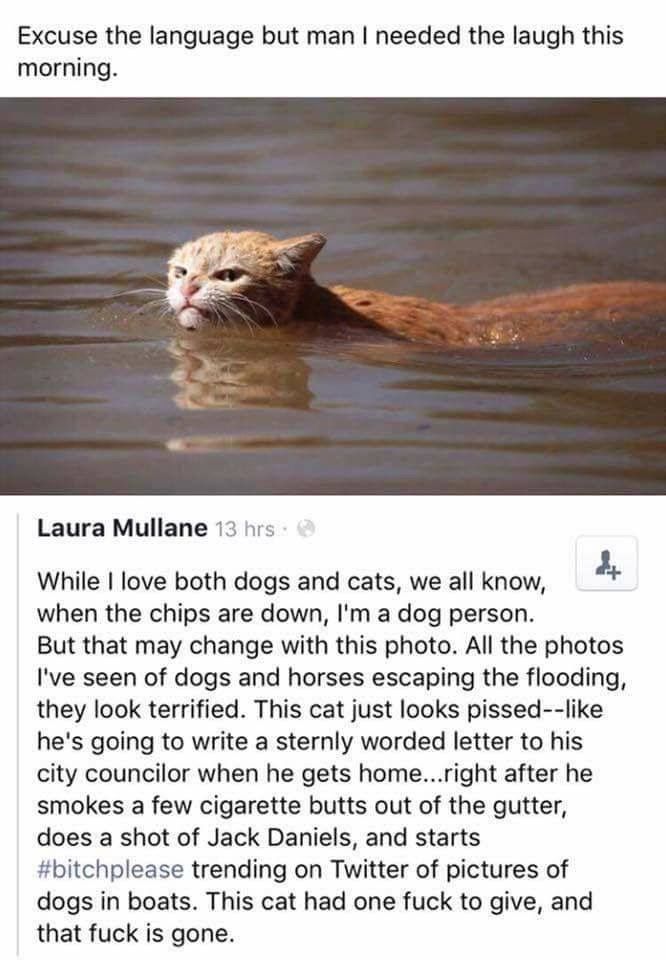 Excuse the language but man I needed the laugh this
morning.
Laura Mullane 13 hrs ·
While I love both dogs and cats, we all know,
when the chips are down, I'm a dog person.
But that may change with this photo. All the photos
I've seen of dogs and horses escaping the flooding,
they look terrified. This cat just looks pissed--like
he's going to write a sternly worded letter to his
city councilor when he gets home...right after he
smokes a few cigarette butts out of the gutter,
does a shot of Jack Daniels, and starts
#bitchplease trending on Twitter of pictures of
dogs in boats. This cat had one fuck to give, and
that fuck is gone.